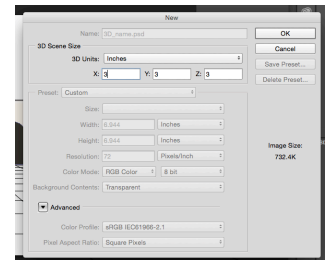 New
Name: 3D_name.psd
OK
3D Scene Size
Cancel
3D Units: Inches
Save Preset...
X: 3 Y: 3 Z: 3
Delete Preset...
Preset: Custom
Size:
Width: 6.944 Inches
Height: 6.944 Inches
Image Size:
Resolution: 72 Pixels/Inch
732.4K
Color Mode: RGB Color 8 bit
Background Contents: Transparent
Advanced
Color Profile: sRGB IEC61966-2.1
Pixel Aspect Ratio: Square Pixels